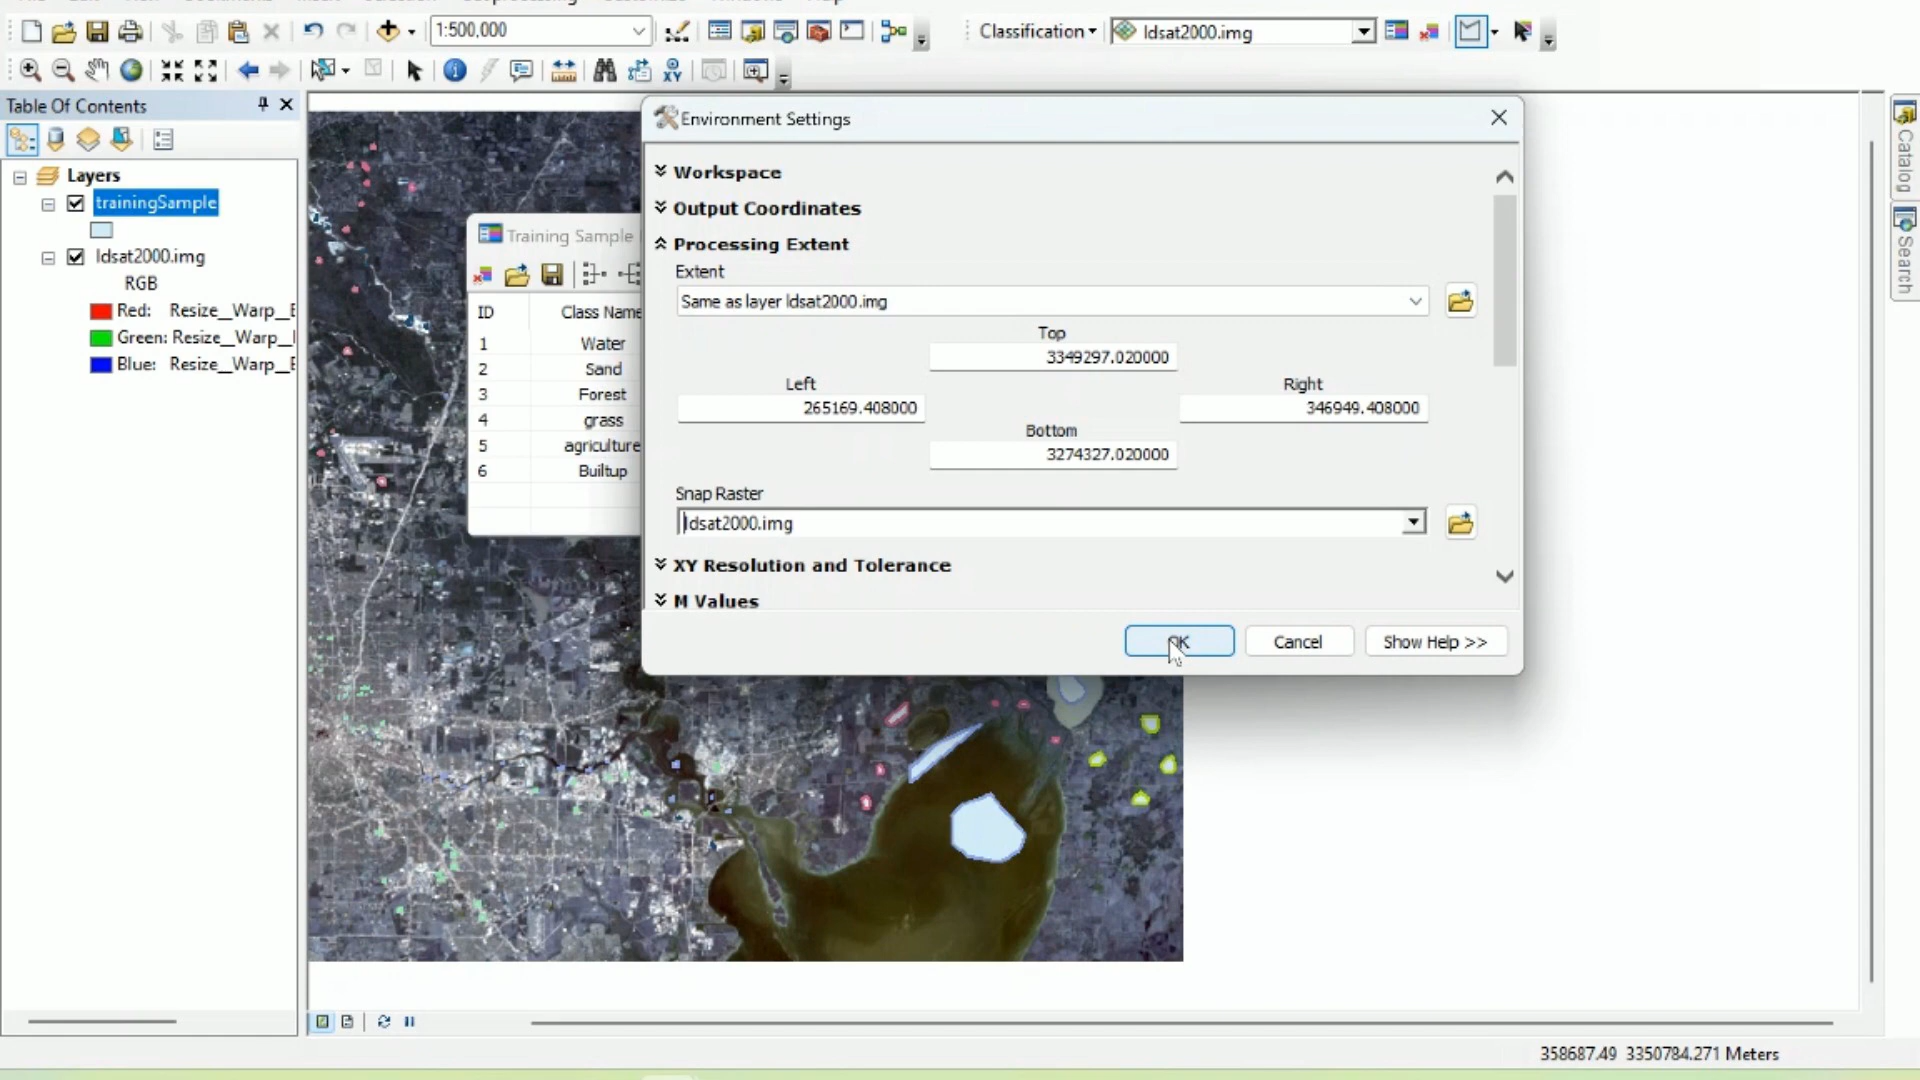 1:500,000
Classification
ldsat2000.img
Table Of Contents
Layers
trainingSample
ldsat2000.img
RGB
Red: Resize__Warp__E
Green: Resize__Warp__
Blue: Resize__Warp__E
Training Sample
ID Class Name
1 Water
2 Sand
3 Forest
4 grass
5 agriculture
6 Builtup
Environment Settings
Workspace
Output Coordinates
Processing Extent
Extent
Same as layer ldsat2000.img
Top
3349297.020000
Left Right
265169.408000 346949.408000
Bottom
3274327.020000
Snap Raster
ldsat2000.img
XY Resolution and Tolerance
M Values
OK Cancel Show Help >>
Catalog
Search
358687.49 3350784.271 Meters